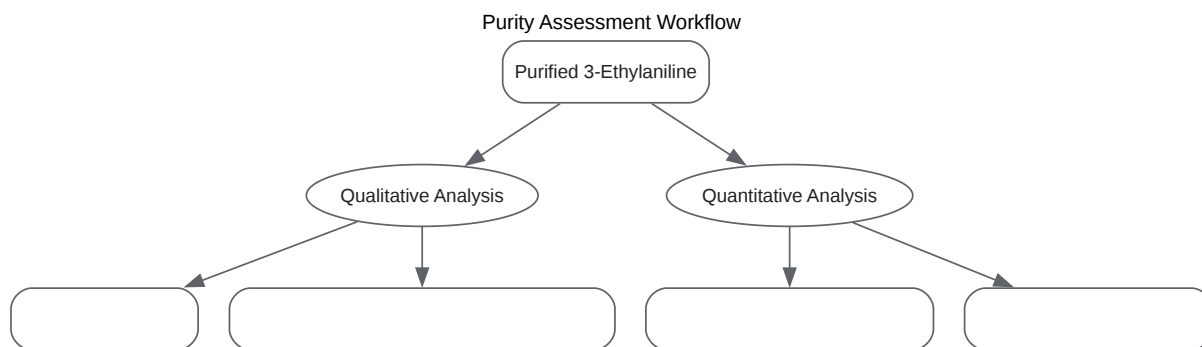 Purity Assessment Workflow
Purified 3-Ethylaniline
Qualitative Analysis
Quantitative Analysis